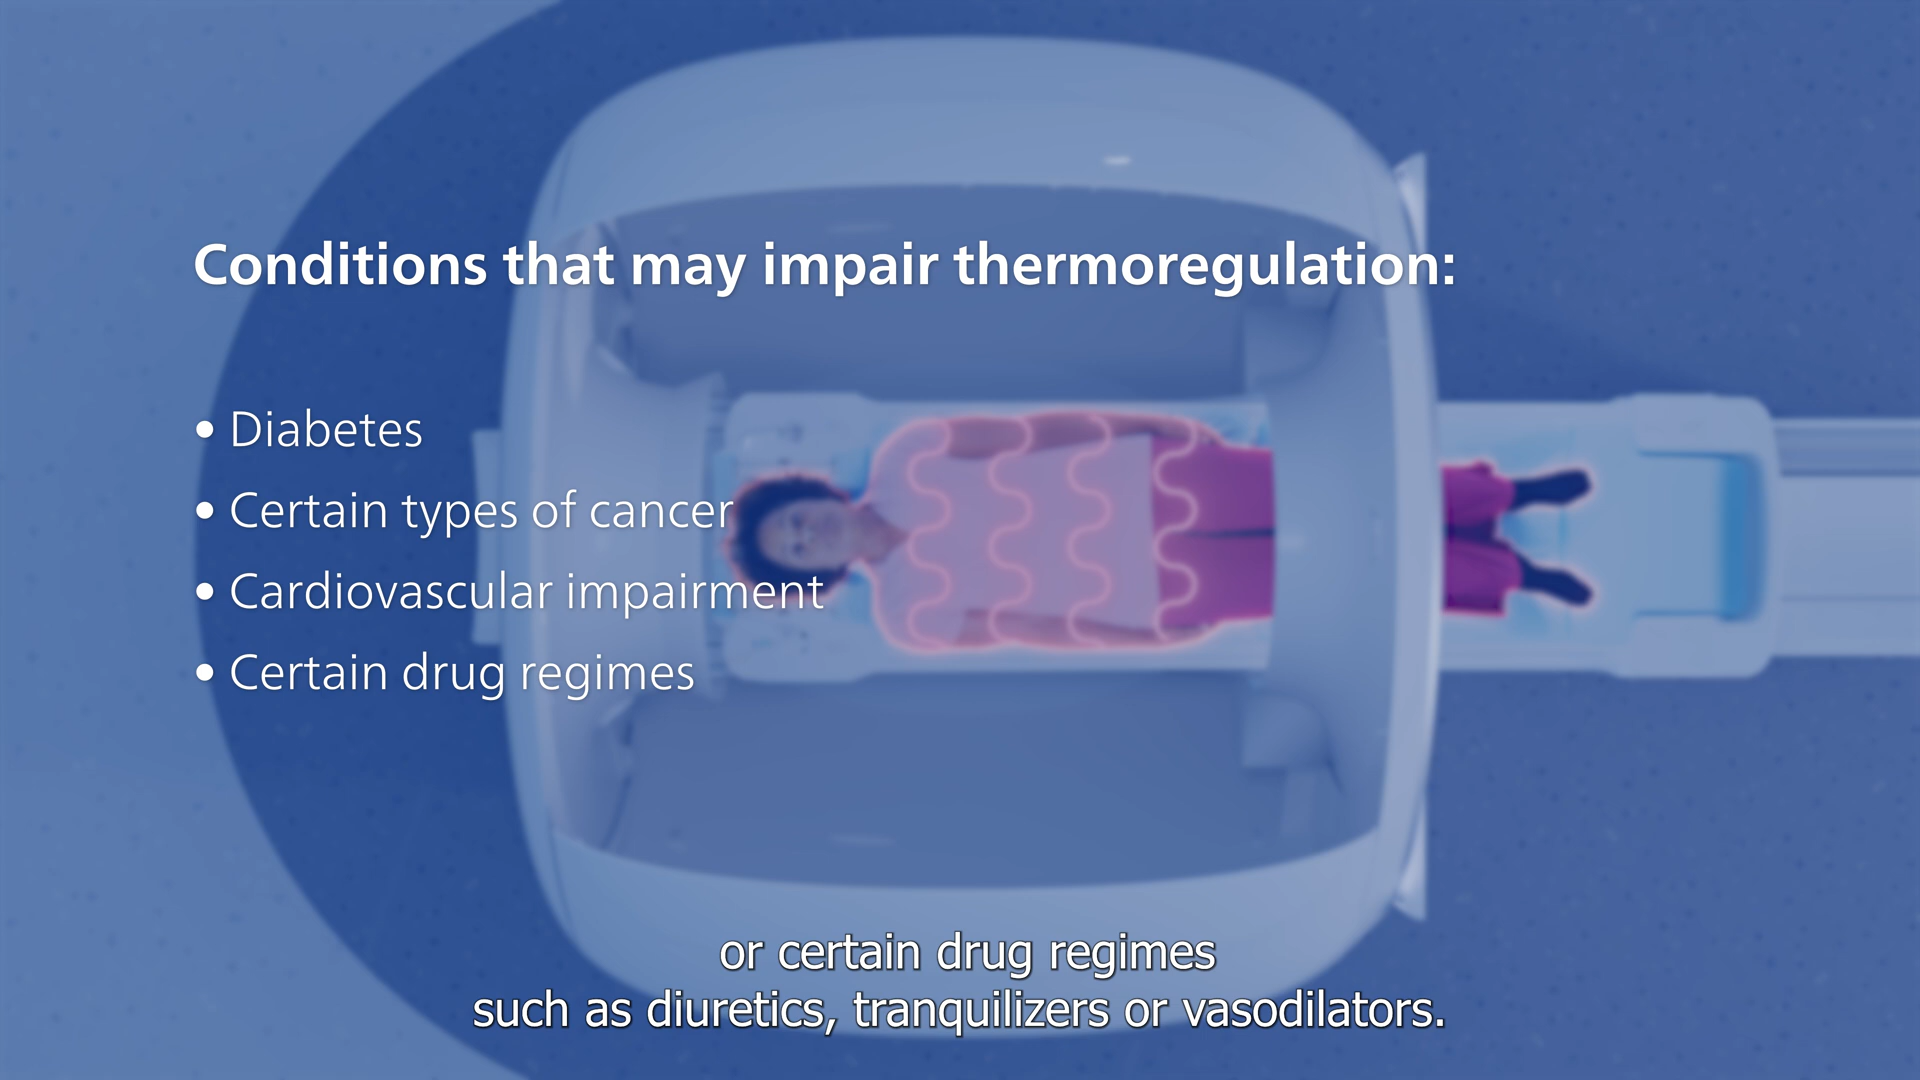 Conditions that may impair thermoregulation:
• Diabetes
• Certain types of cancer
• Cardiovascular impairment
• Certain drug regimes
or certain drug regimes
such as diuretics, tranquilizers or vasodilators.